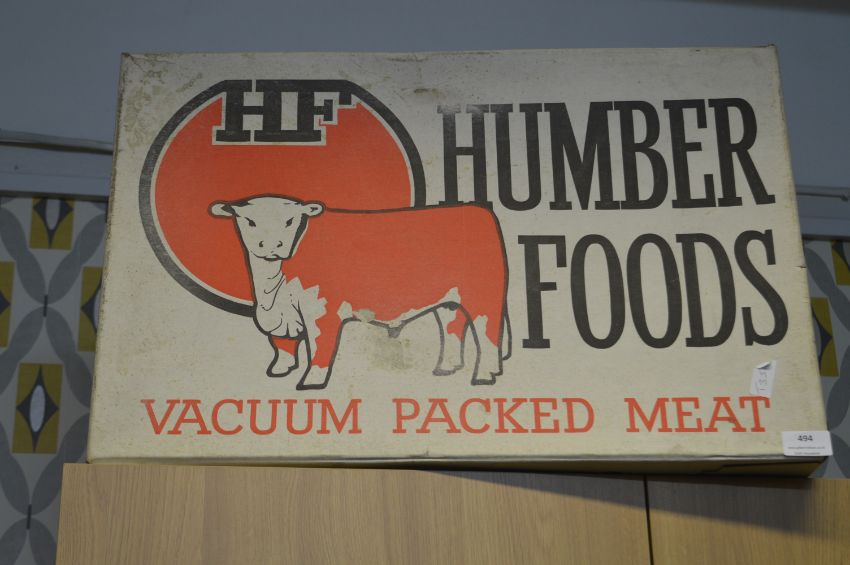 HF
HUMBER
FOODS
VACUUM PACKED MEAT
494